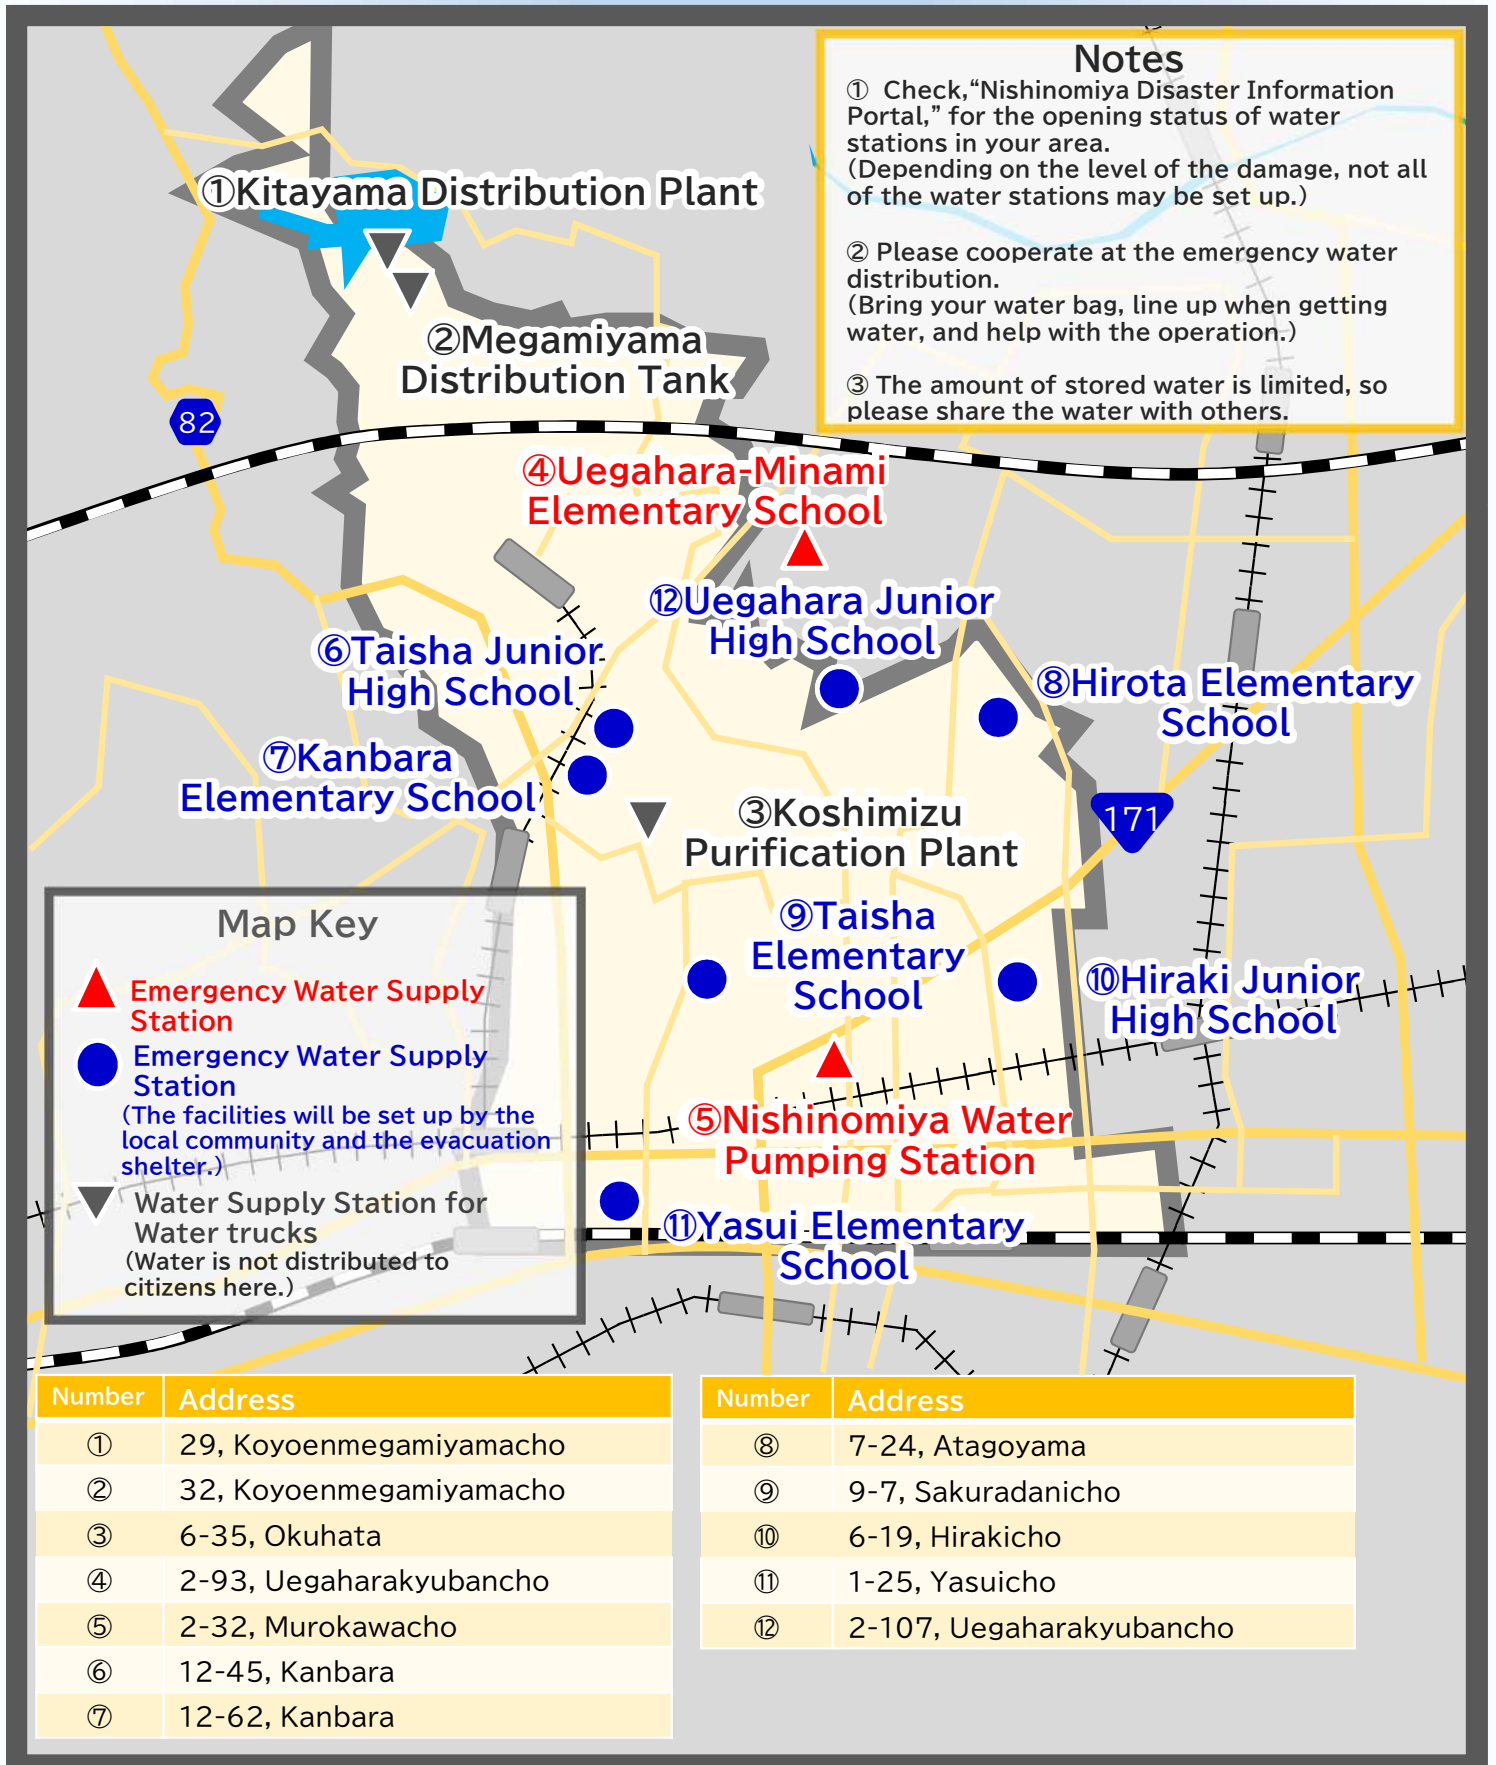 Notes
① Check,“Nishinomiya Disaster Information
Portal,” for the opening status of water
stations in your area.
(Depending on the level of the damage, not all
of the water stations may be set up.)
② Please cooperate at the emergency water
distribution.
(Bring your water bag, line up when getting
water, and help with the operation.)
③ The amount of stored water is limited, so
please share the water with others.
①Kitayama Distribution Plant
②Megamiyama
Distribution Tank
82
④Uegahara-Minami
Elementary School
⑫Uegahara Junior
High School
⑥Taisha Junior
High School
⑧Hirota Elementary
School
⑦Kanbara
Elementary School
③Koshimizu
Purification Plant
171
⑨Taisha
Elementary
School
⑩Hiraki Junior
High School
⑤Nishinomiya Water
Pumping Station
⑪Yasui Elementary
School
Map Key
Emergency Water Supply
Station
Emergency Water Supply
Station
(The facilities will be set up by the
local community and the evacuation
shelter.)
Water Supply Station for
Water trucks
(Water is not distributed to
citizens here.)
Number Address
① 29, Koyoenmegamiyamacho
② 32, Koyoenmegamiyamacho
③ 6-35, Okuhata
④ 2-93, Uegaharakyubancho
⑤ 2-32, Murokawacho
⑥ 12-45, Kanbara
⑦ 12-62, Kanbara
Number Address
⑧ 7-24, Atagoyama
⑨ 9-7, Sakuradanicho
⑩ 6-19, Hirakicho
⑪ 1-25, Yasuicho
⑫ 2-107, Uegaharakyubancho